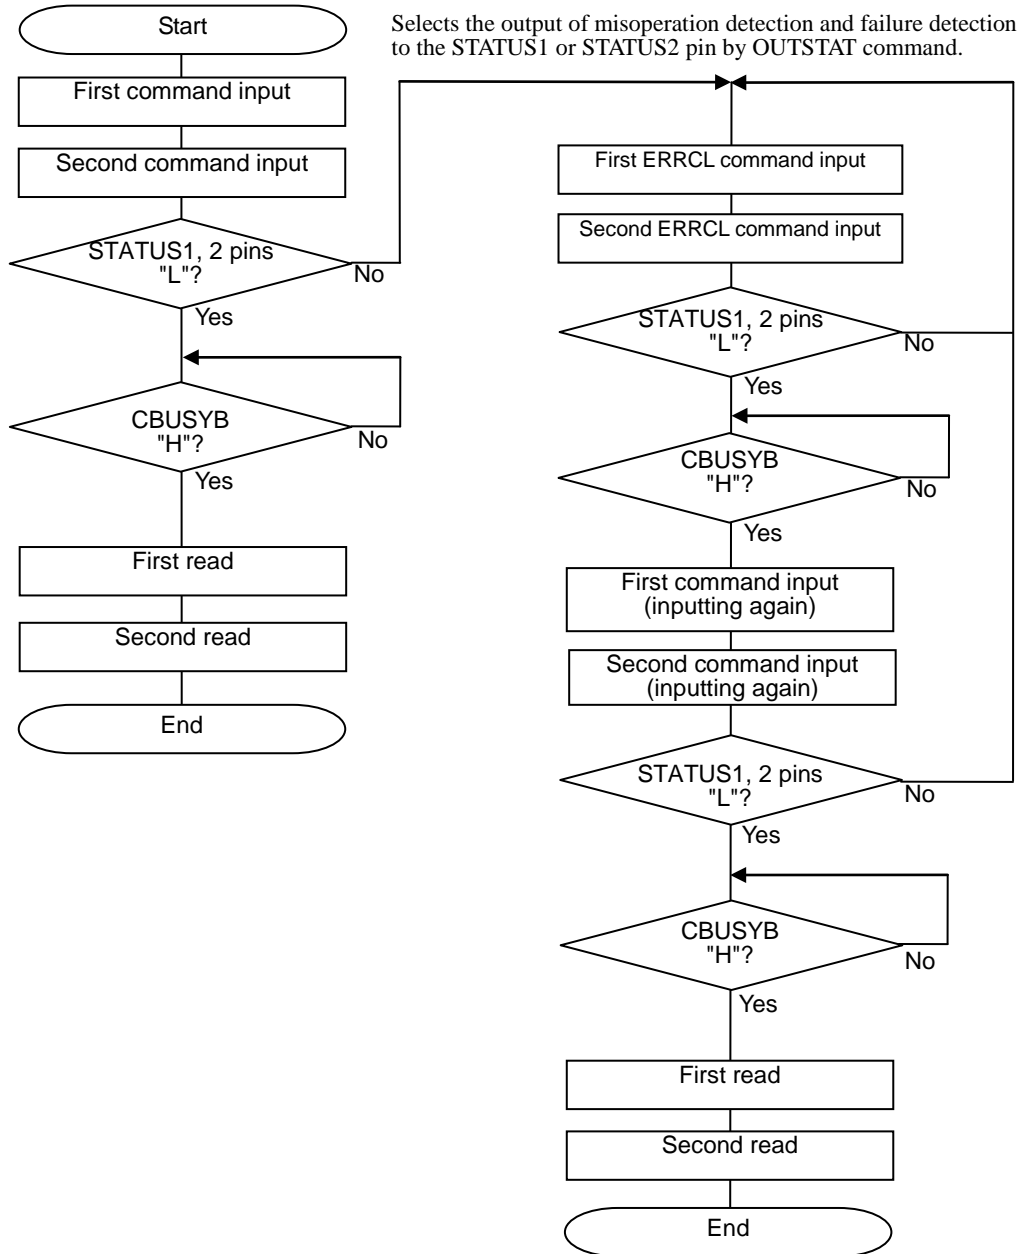 Selects the output of misoperation detection and failure detection
to the STATUS1 or STATUS2 pin by OUTSTAT command.
Start
First command input
Second command input
STATUS1, 2 pins
"L"?
No
Yes
CBUSYB
"H"?
No
Yes
First read
Second read
End
First ERRCL command input
Second ERRCL command input
STATUS1, 2 pins
"L"?
No
Yes
CBUSYB
"H"?
No
Yes
First command input
(inputting again)
Second command input
(inputting again)
STATUS1, 2 pins
"L"?
No
Yes
CBUSYB
"H"?
No
Yes
First read
Second read
End